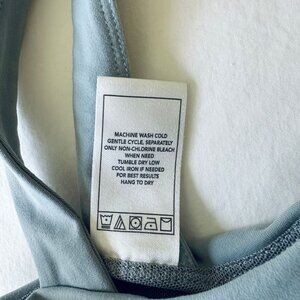 MACHINE WASH COLD
GENTLE CYCLE, SEPARATELY
ONLY NON-CHLORINE BLEACH
WHEN NEED
TUMBLE DRY LOW
COOL IRON IF NEEDED
FOR BEST RESULTS
HANG TO DRY